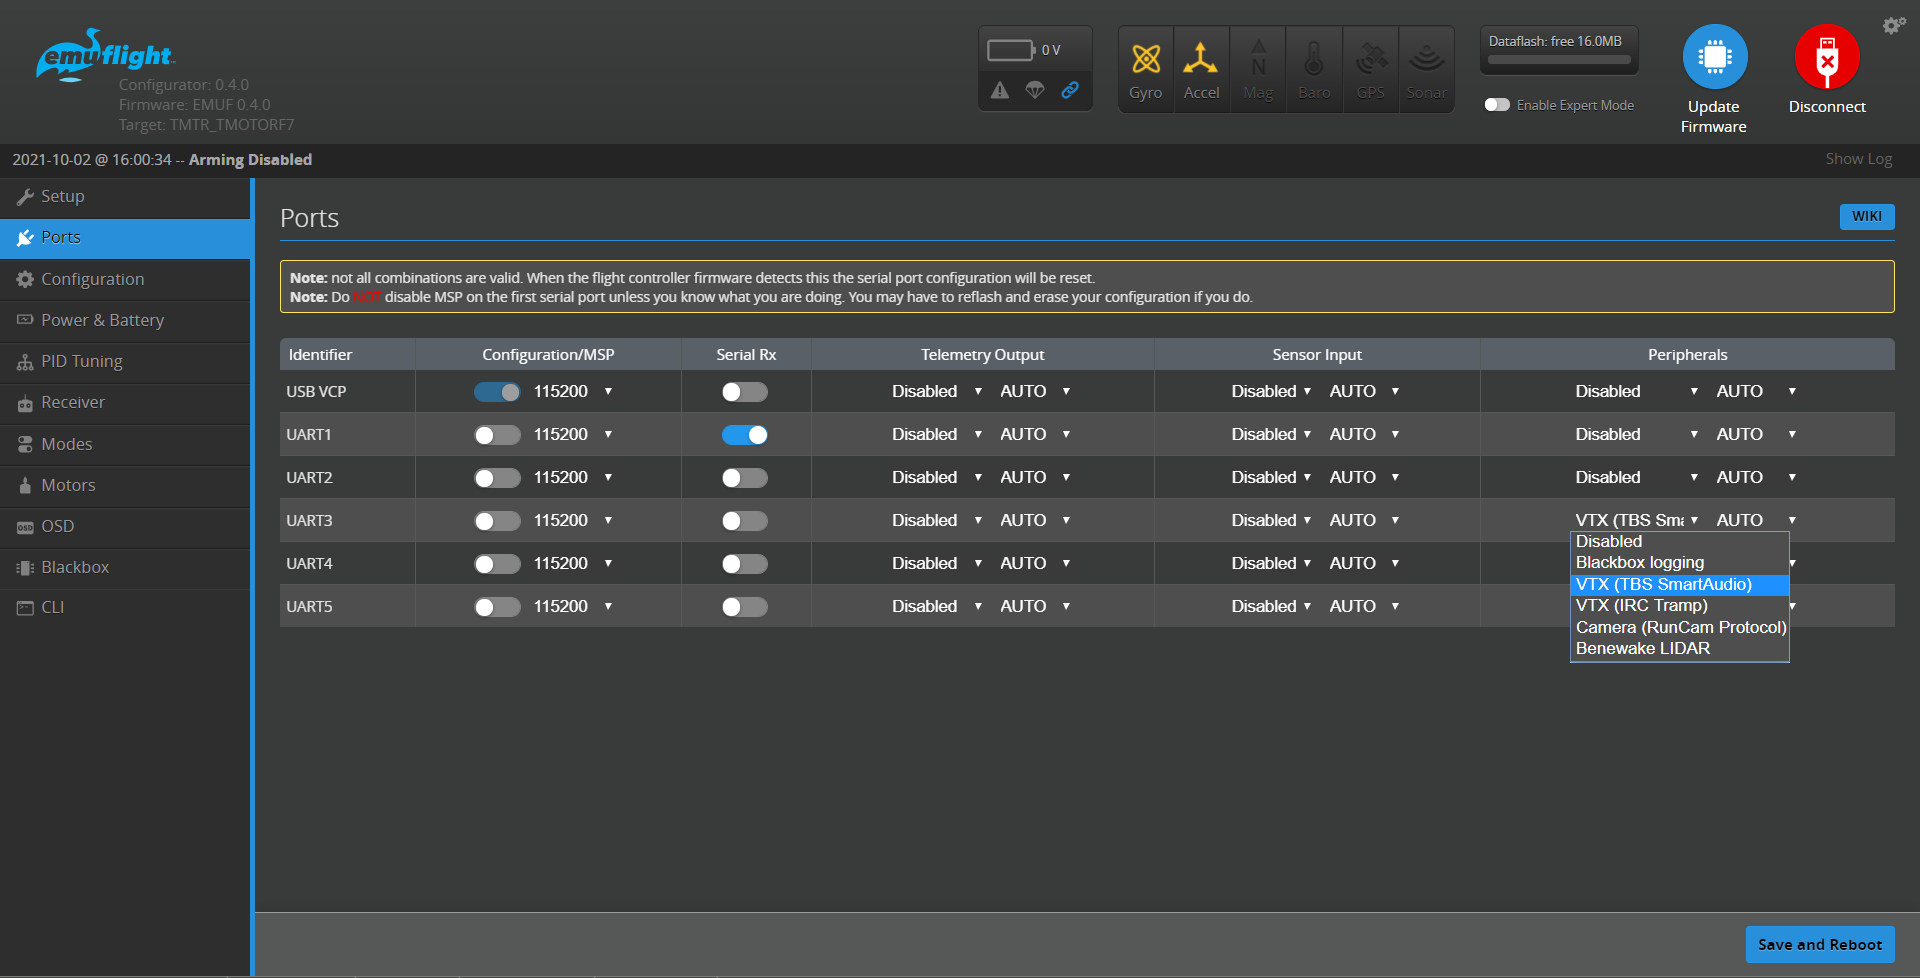 emuflight
Configurator: 0.4.0
Firmware: EMUF 0.4.0
Target: TMTR_TMOTORF7
0 V
Gyro Accel Mag Baro GPS Sonar
N
Dataflash: free 16.0MB
Enable Expert Mode
Update Firmware
Disconnect
2021-10-02 @ 16:00:34 -- Arming Disabled
Show Log
Setup
Ports
Configuration
Power & Battery
PID Tuning
Receiver
Modes
Motors
OSD OSD
Blackbox
CLI
Ports
WIKI
Note: not all combinations are valid. When the flight controller firmware detects this the serial port configuration will be reset.
Note: Do NOT disable MSP on the first serial port unless you know what you are doing. You may have to reflash and erase your configuration if you do.
Identifier Configuration/MSP Serial Rx Telemetry Output Sensor Input Peripherals
USB VCP 115200 Disabled AUTO Disabled AUTO Disabled AUTO
UART1 115200 Disabled AUTO Disabled AUTO Disabled AUTO
UART2 115200 Disabled AUTO Disabled AUTO Disabled AUTO
UART3 115200 Disabled AUTO Disabled AUTO VTX (TBS Sma AUTO
UART4 115200 Disabled AUTO Disabled AUTO
UART5 115200 Disabled AUTO Disabled AUTO
Disabled
Blackbox logging
VTX (TBS SmartAudio)
VTX (IRC Tramp)
Camera (RunCam Protocol)
Benewake LIDAR
Save and Reboot